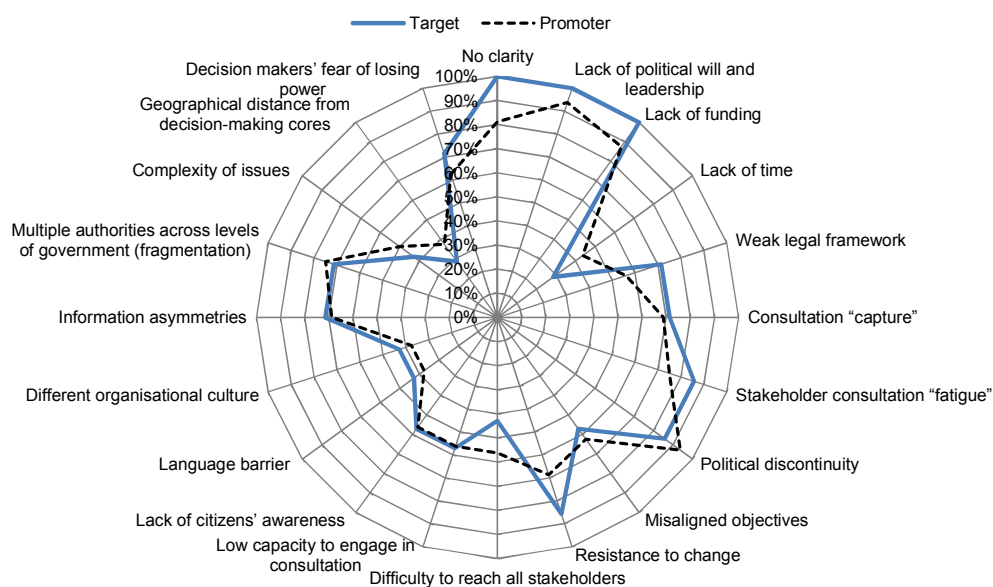 Target
Promoter
No clarity
Lack of political will and
leadership
Lack of funding
Lack of time
Weak legal framework
Consultation “capture”
Stakeholder consultation “fatigue”
Political discontinuity
Misaligned objectives
Resistance to change
Difficulty to reach all stakeholders
Low capacity to engage in
consultation
Lack of citizens’ awareness
Language barrier
Different organisational culture
Information asymmetries
Multiple authorities across levels
of government (fragmentation)
Complexity of issues
Geographical distance from
decision-making cores
Decision makers’ fear of losing
power
100%
90%
80%
70%
60%
50%
40%
30%
20%
10%
0%